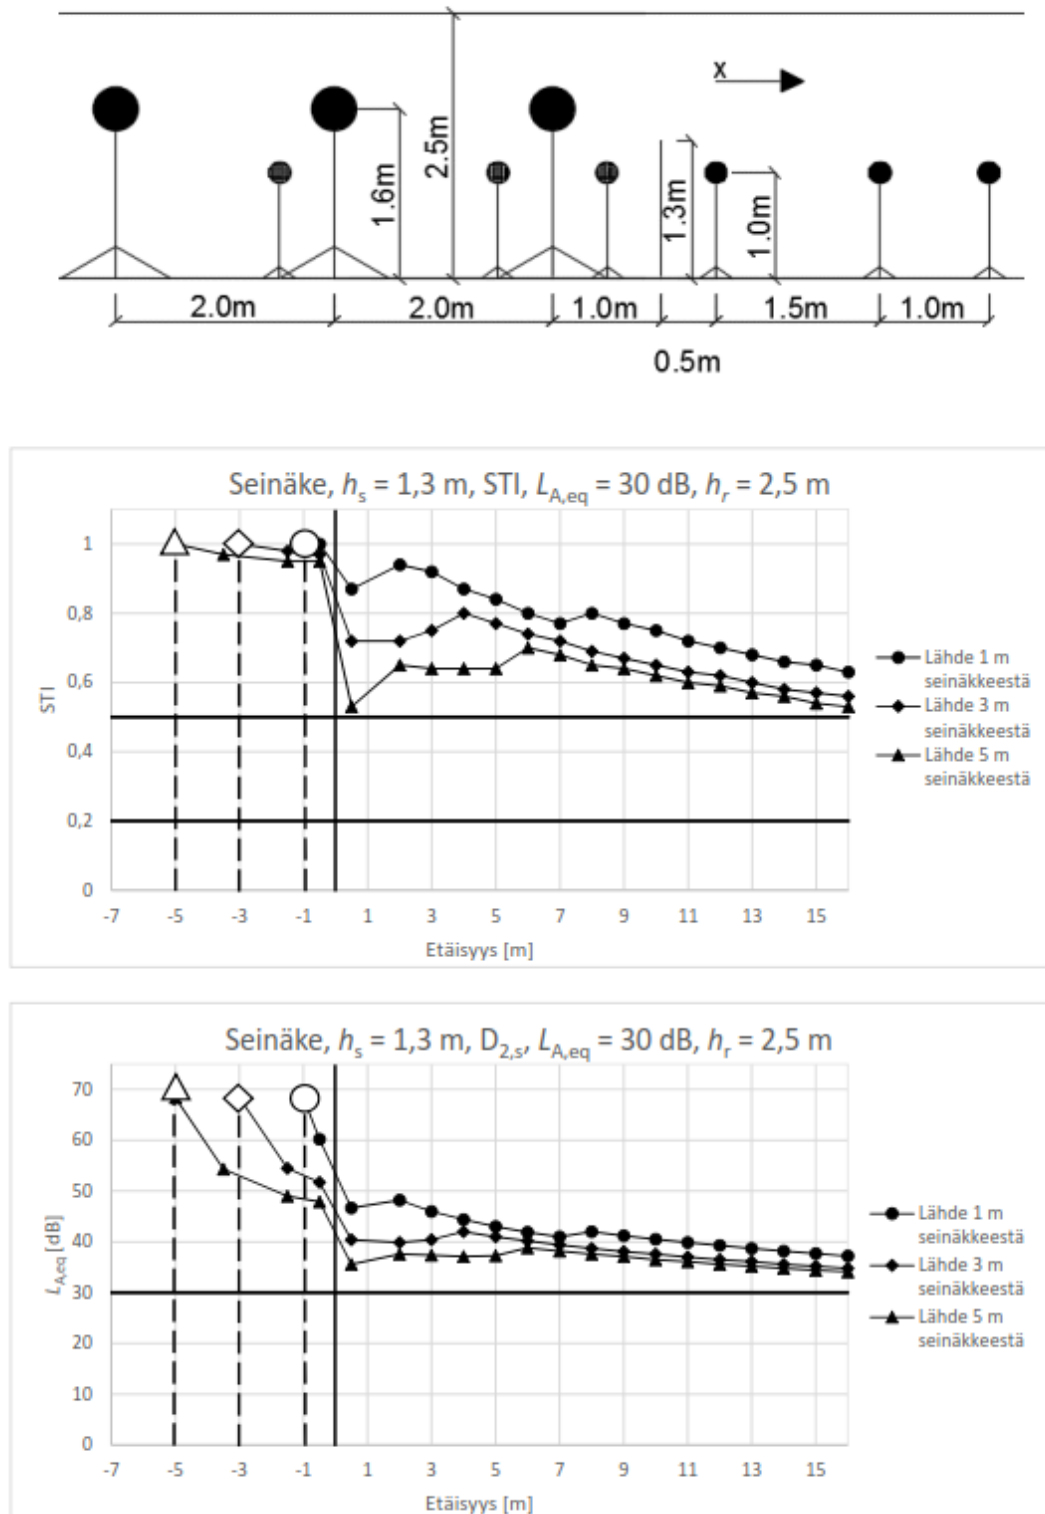 x
2.5m
1.6m
1.3m
1.0m
2.0m
2.0m
1.0m
1.5m
1.0m
0.5m
Seinäke, hs = 1,3 m, STI, LA,eq = 30 dB, hr = 2,5 m
1
0,8
0,6
0,4
0,2
0
STI
-7 -5 -3 -1 1 3 5 7 9 11 13 15
Etäisyys [m]
Lähde 1 m
seinäkkeestä
Lähde 3 m
seinäkkeestä
Lähde 5 m
seinäkkeestä
Seinäke, hs = 1,3 m, D2,s, LA,eq = 30 dB, hr = 2,5 m
70
60
50
40
30
20
10
0
LA,eq [dB]
-7 -5 -3 -1 1 3 5 7 9 11 13 15
Etäisyys [m]
Lähde 1 m
seinäkkeestä
Lähde 3 m
seinäkkeestä
Lähde 5 m
seinäkkeestä